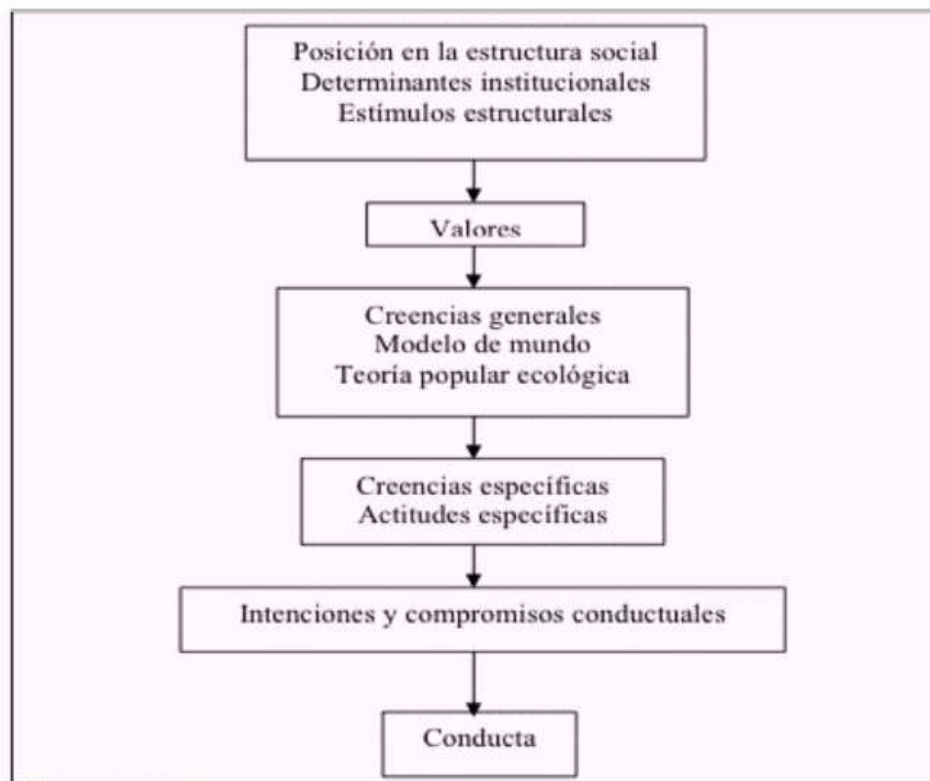 Posición en la estructura social
Determinantes institucionales
Estímulos estructurales
Valores
Creencias generales
Modelo de mundo
Teoría popular ecológica
Creencias específicas
Actitudes específicas
Intenciones y compromisos conductuales
Conducta